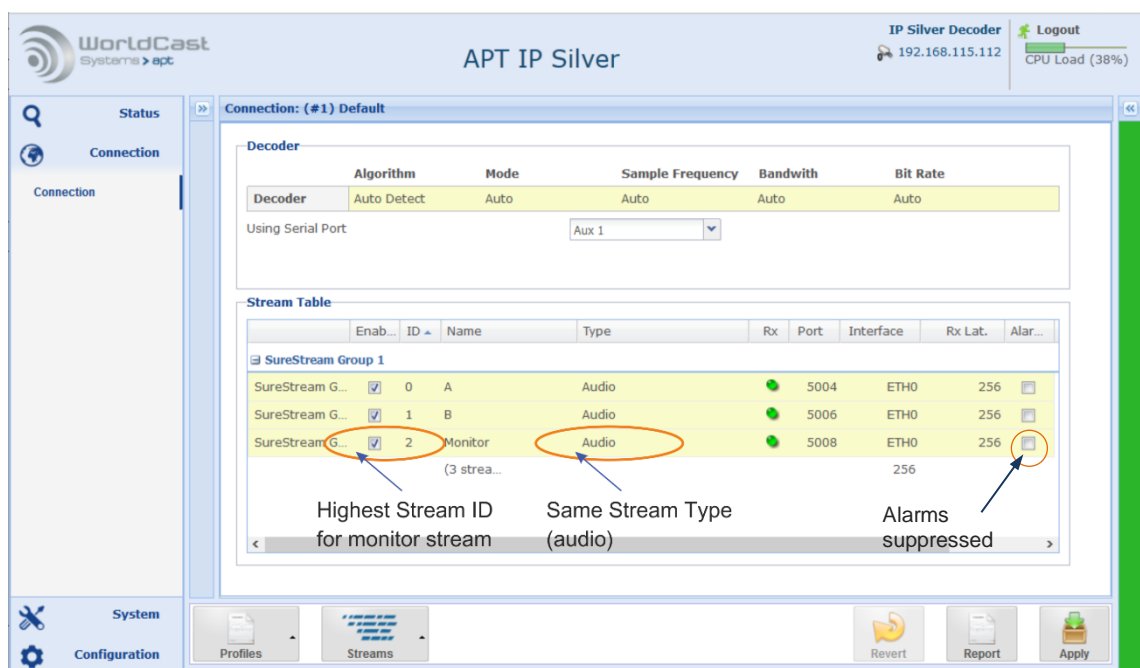 WorldCast
Systems > apt
APT IP Silver
IP Silver Decoder
192.168.115.112
Logout
CPU Load (38%)
Status
Connection
Connection
System
Configuration
Connection: (#1) Default
Decoder
Algorithm Mode Sample Frequency Bandwith Bit Rate
Decoder Auto Detect Auto Auto Auto Auto
Using Serial Port Aux 1
Stream Table
Enab... ID Name Type Rx Port Interface Rx Lat. Alar...
SureStream Group 1
SureStream G... 0 A Audio 5004 ETH0 256
SureStream G... 1 B Audio 5006 ETH0 256
SureStream G... 2 Monitor Audio 5008 ETH0 256
(3 strea... 256
Highest Stream ID
for monitor stream
Same Stream Type
(audio)
Alarms
suppressed
Profiles
Streams
Revert
Report
Apply